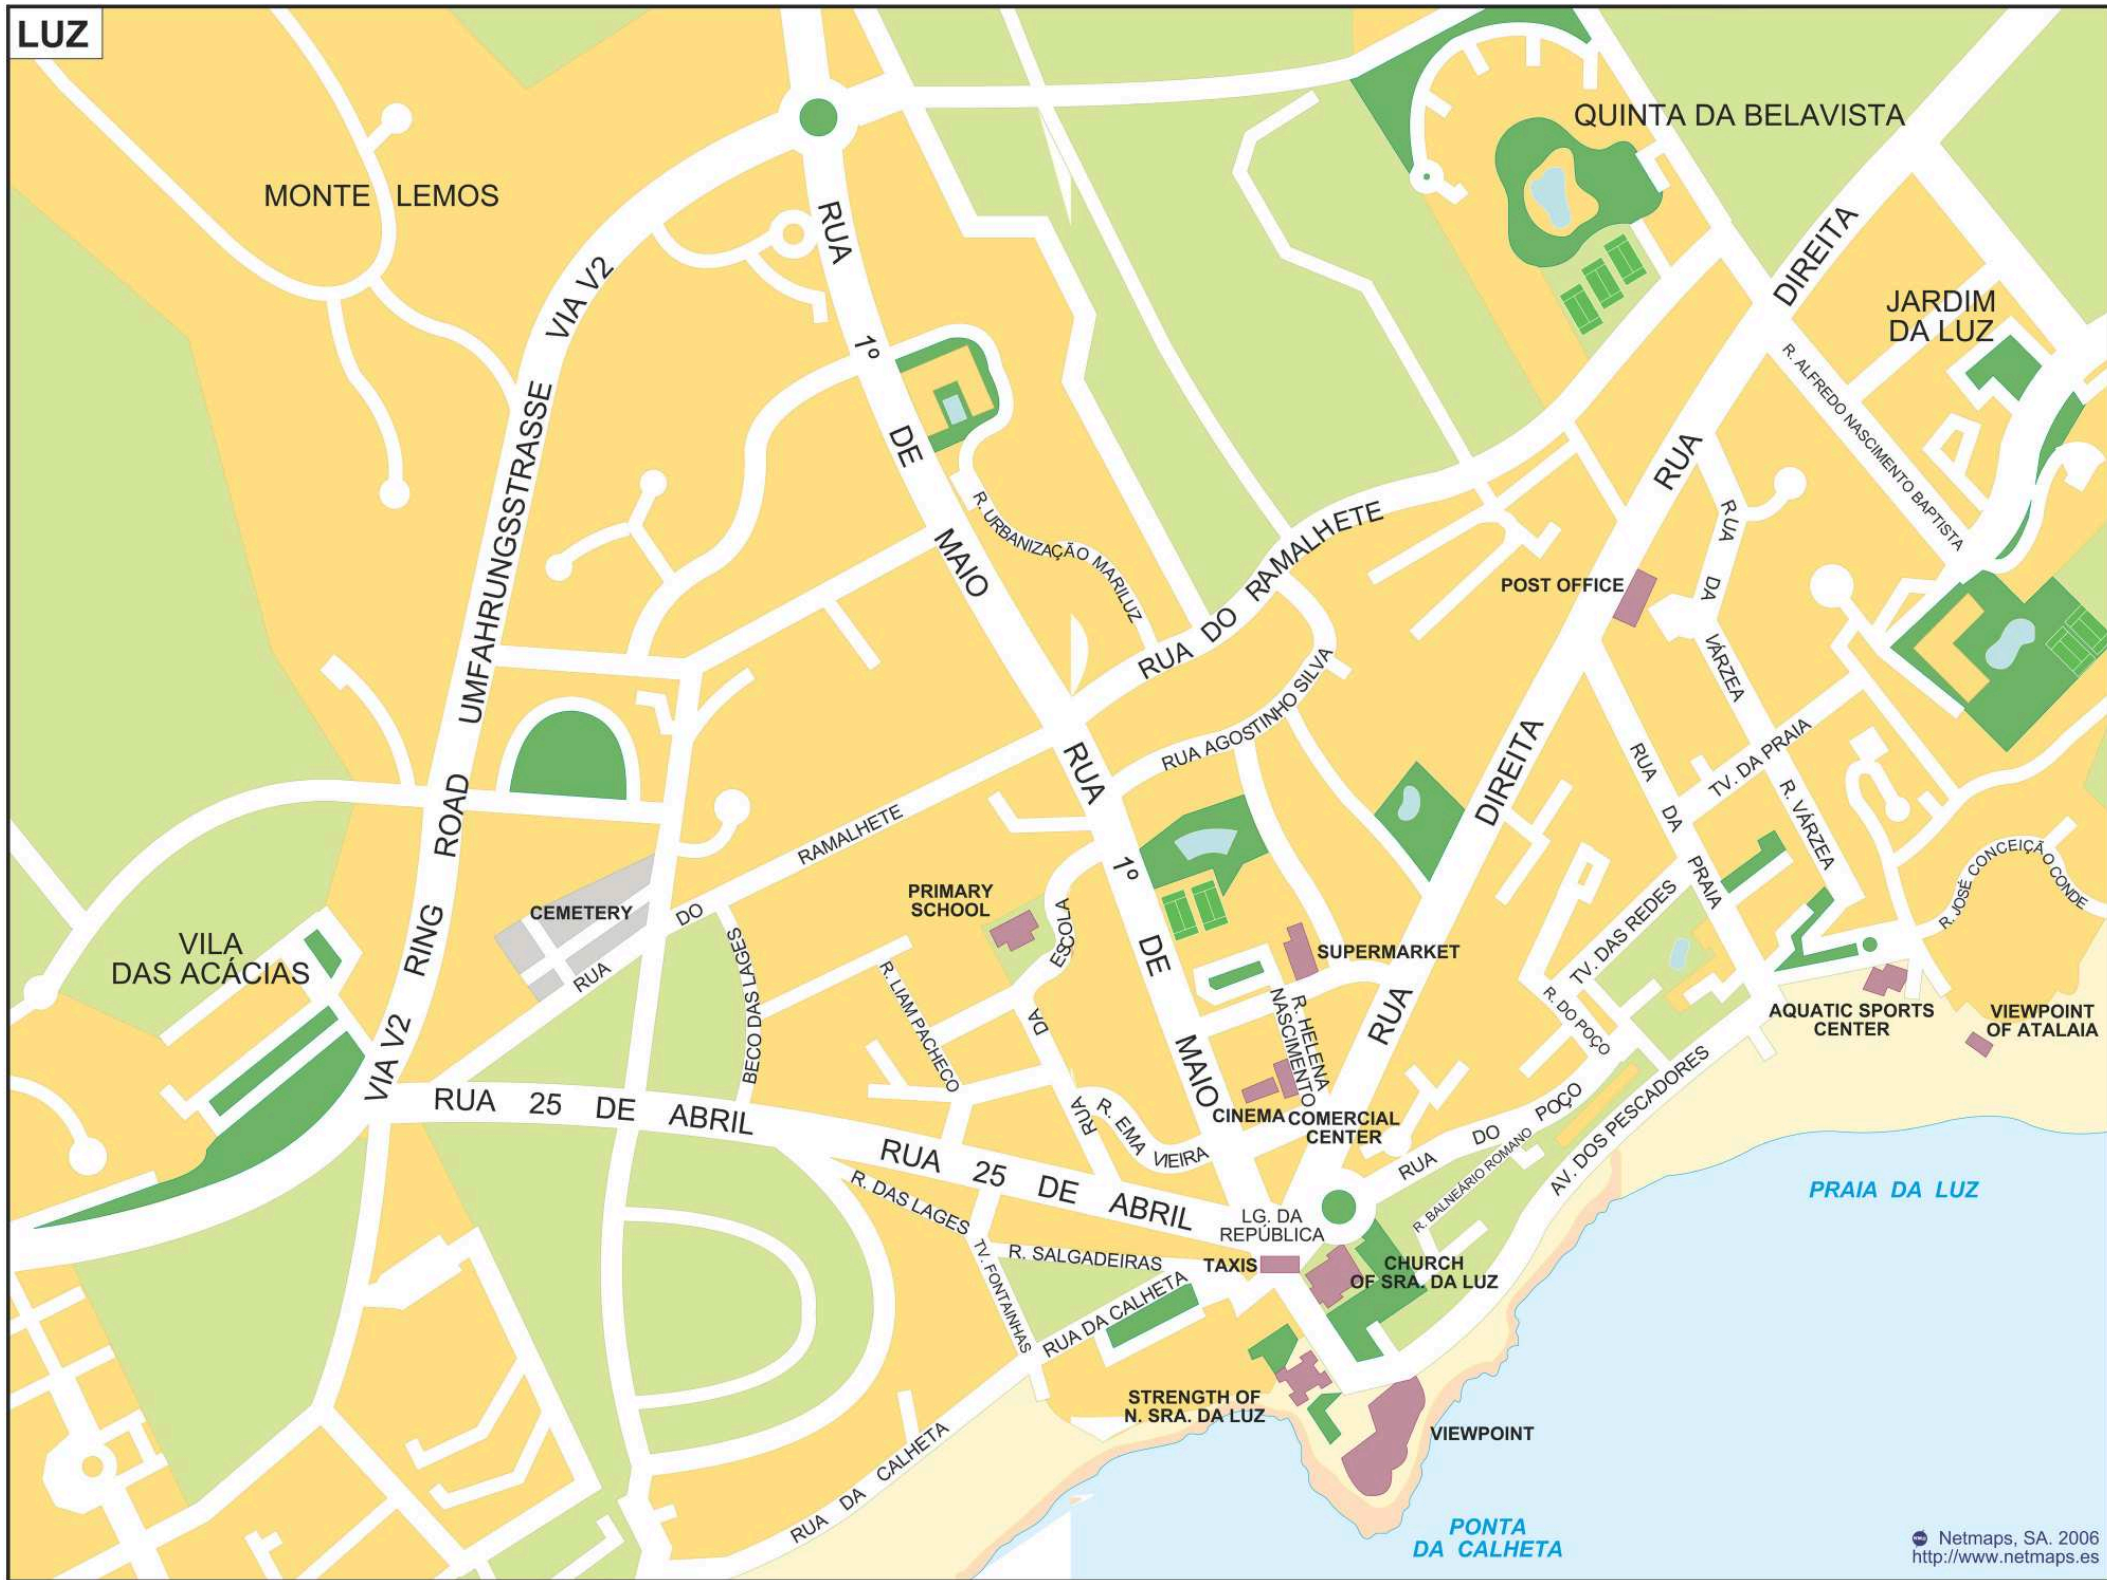 LUZ
QUINTA DA BELAVISTA
MONTE LEMOS
RUA 1º DE MAIO
VIA V2
DIREITA
JARDIM
DA LUZ
R. ALFREDO NASCIMENTO BAPTISTA
UMFAHRUNGSSTRASSE
RUA
R. URBANIZAÇÃO MARILUZ
RUA DO RAMALHETE
RUA DA VÁRZEA
POST OFFICE
RUA AGOSTINHO SILVA
DIREITA
RUA DA PRAIA
TV. DA PRAIA
R. VÁRZEA
RING ROAD
RUA DO RAMALHETE
RUA 1º DE MAIO
PRIMARY
SCHOOL
CEMETERY
RUA DA ESCOLA
SUPERMARKET
TV. DAS REDES
R. JOSÉ CONCEIÇÃO CONDE
VILA
DAS ACÁCIAS
BECO DAS LAGES
R. LIAM PACHECO
R. HELENA
NASCIMENTO
RUA
R. DO POÇO
AQUATIC SPORTS
CENTER
VIEWPOINT
OF ATALAIA
VIA V2
RUA 25 DE ABRIL
R. EMA VIEIRA
CINEMA
COMERCIAL
CENTER
RUA DO POÇO
R. BALNEÁRIO ROMANO
AV. DOS PESCADORES
RUA 25 DE ABRIL
R. DAS LAGES
LG. DA
REPÚBLICA
PRAIA DA LUZ
TV. FONTAINHAS
R. SALGADEIRAS
TAXIS
CHURCH
OF SRA. DA LUZ
RUA DA CALHETA
STRENGTH OF
N. SRA. DA LUZ
VIEWPOINT
RUA DA CALHETA
PONTA
DA CALHETA
Netmaps, SA. 2006
http://www.netmaps.es